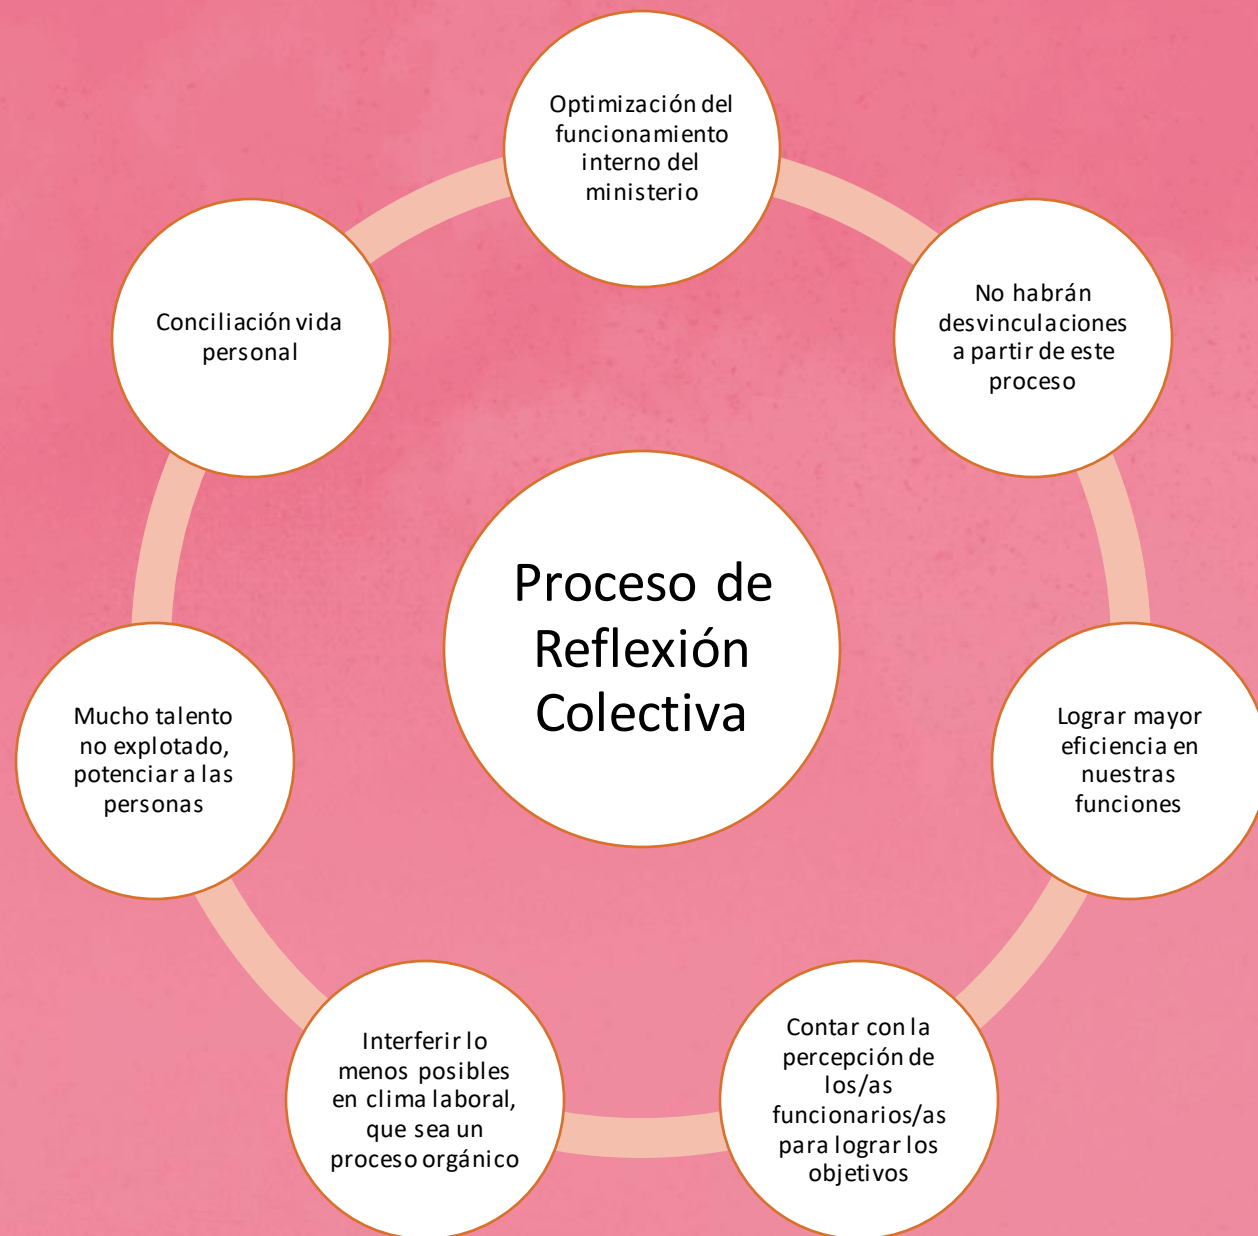 Optimización del
funcionamiento
interno del
ministerio
No habrán
desvinculaciones
a partir de este
proceso
Lograr mayor
eficiencia en
nuestras
funciones
Contar con la
percepción de
los/as
funcionarios/as
para lograr los
objetivos
Interferir lo
menos posibles
en clima laboral,
que sea un
proceso orgánico
Mucho talento
no explotado,
potenciar a las
personas
Conciliación vida
personal
Proceso de
Reflexión
Colectiva